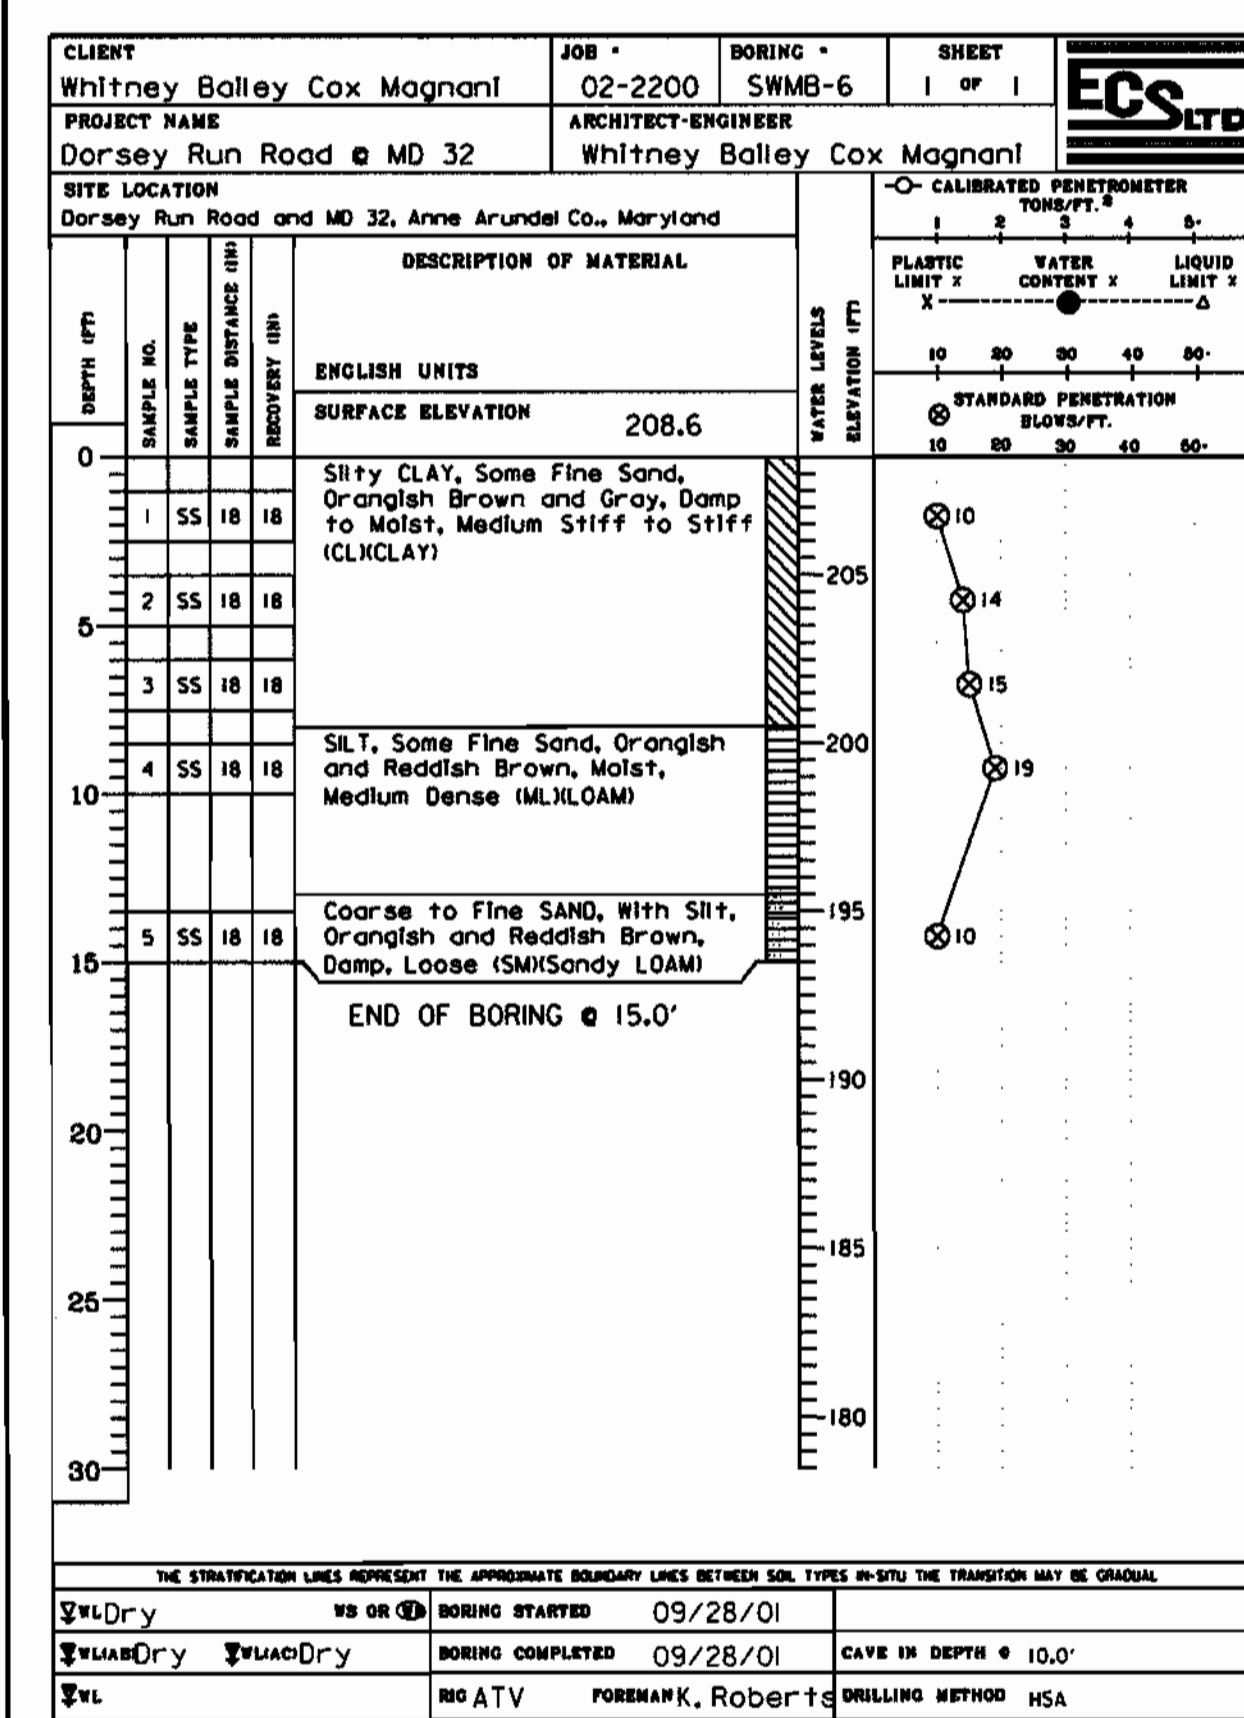 CLIENT
Whitney Bailey Cox Magnani
JOB *
02-2200
BORING *
SWMB-6
SHEET
1 OF 1
ECS LTD
PROJECT NAME
Dorsey Run Road @ MD 32
ARCHITECT-ENGINEER
Whitney Bailey Cox Magnani
SITE LOCATION
Dorsey Run Road and MD 32, Anne Arundel Co., Maryland
-O- CALIBRATED PENETROMETER
TONS/FT.²
1 2 3 4 5+
PLASTIC LIMIT %
WATER CONTENT %
LIQUID LIMIT %
X Δ
10 20 30 40 50+
STANDARD PENETRATION
BLOWS/FT.
10 20 30 40 50+
DEPTH (FT)
SAMPLE NO.
SAMPLE TYPE
SAMPLE DISTANCE (IN)
RECOVERY (IN)
DESCRIPTION OF MATERIAL
ENGLISH UNITS
SURFACE ELEVATION 208.6
WATER LEVELS
ELEVATION (FT)
0
Silty CLAY, Some Fine Sand,
Orangish Brown and Gray, Damp
to Moist, Medium Stiff to Stiff
(CL)(CLAY)
1 SS 18 18
10
205
2 SS 18 18
14
5
3 SS 18 18
15
200
SILT, Some Fine Sand, Orangish
and Reddish Brown, Moist,
Medium Dense (ML)(LOAM)
4 SS 18 18
19
10
195
Coarse to Fine SAND, With Silt,
Orangish and Reddish Brown,
Damp, Loose (SM)(Sandy LOAM)
5 SS 18 18
10
15
END OF BORING @ 15.0'
190
20
185
25
180
30
THE STRATIFICATION LINES REPRESENT THE APPROXIMATE BOUNDARY LINES BETWEEN SOIL TYPES IN-SITU THE TRANSITION MAY BE GRADUAL
WL Dry WS OR WD
BORING STARTED 09/28/01
WL(AB) Dry WL(AC) Dry
BORING COMPLETED 09/28/01
CAVE IN DEPTH @ 10.0'
WL
RIG ATV FOREMAN K. Roberts
DRILLING METHOD HSA